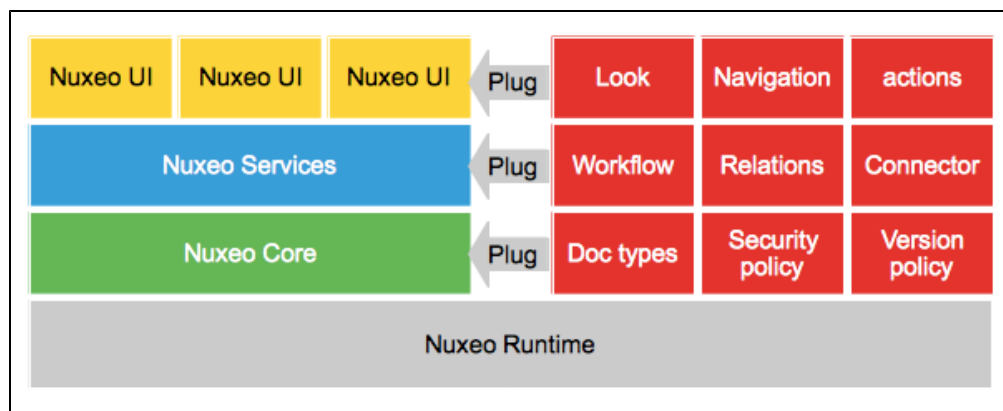 Nuxeo UI Nuxeo UI Nuxeo UI Plug Look Navigation actions
Nuxeo Services Plug Workflow Relations Connector
Nuxeo Core Plug Doc types Security policy Version policy
Nuxeo Runtime